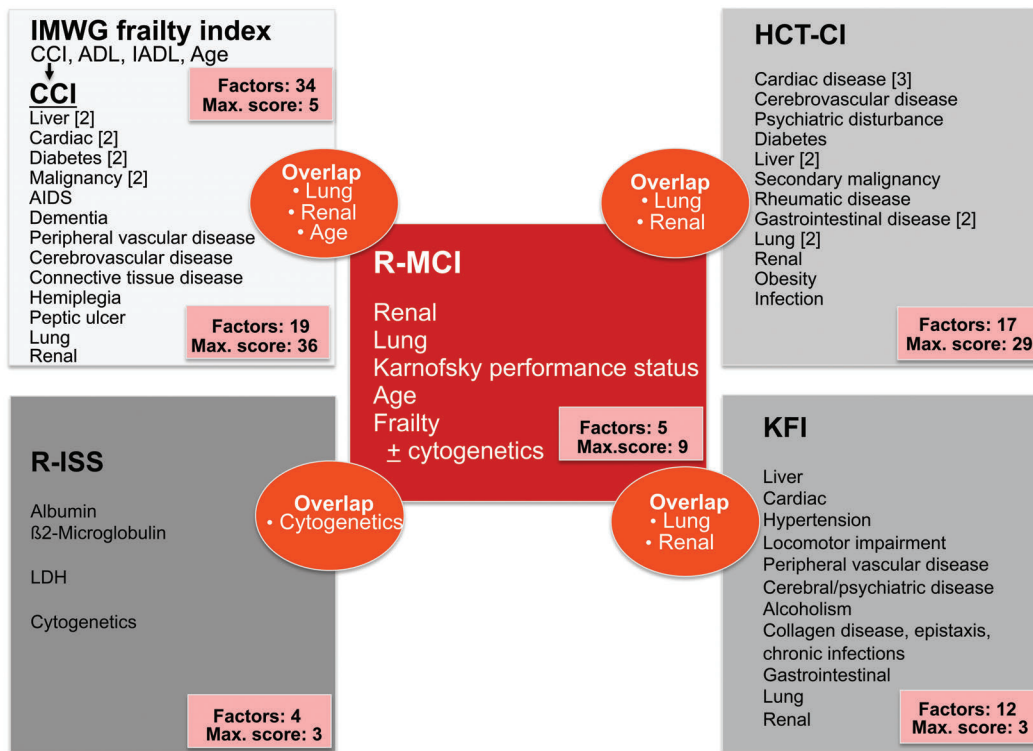 IMWG frailty index
CCI, ADL, IADL, Age
Factors: 34
Max. score: 5
CCI
Liver [2]
Cardiac [2]
Diabetes [2]
Malignancy [2]
AIDS
Dementia
Peripheral vascular disease
Cerebrovascular disease
Connective tissue disease
Hemiplegia
Peptic ulcer
Lung
Renal
Factors: 19
Max. score: 36
Overlap
• Lung
• Renal
• Age
HCT-CI
Cardiac disease [3]
Cerebrovascular disease
Psychiatric disturbance
Diabetes
Liver [2]
Secondary malignancy
Rheumatic disease
Gastrointestinal disease [2]
Lung [2]
Renal
Obesity
Infection
Factors: 17
Max. score: 29
Overlap
• Lung
• Renal
R-MCI
Renal
Lung
Karnofsky performance status
Age
Frailty
± cytogenetics
Factors: 5
Max.score: 9
R-ISS
Albumin
ß2-Microglobulin
LDH
Cytogenetics
Factors: 4
Max. score: 3
Overlap
• Cytogenetics
Overlap
• Lung
• Renal
KFI
Liver
Cardiac
Hypertension
Locomotor impairment
Peripheral vascular disease
Cerebral/psychiatric disease
Alcoholism
Collagen disease, epistaxis,
chronic infections
Gastrointestinal
Lung
Renal
Factors: 12
Max. score: 3